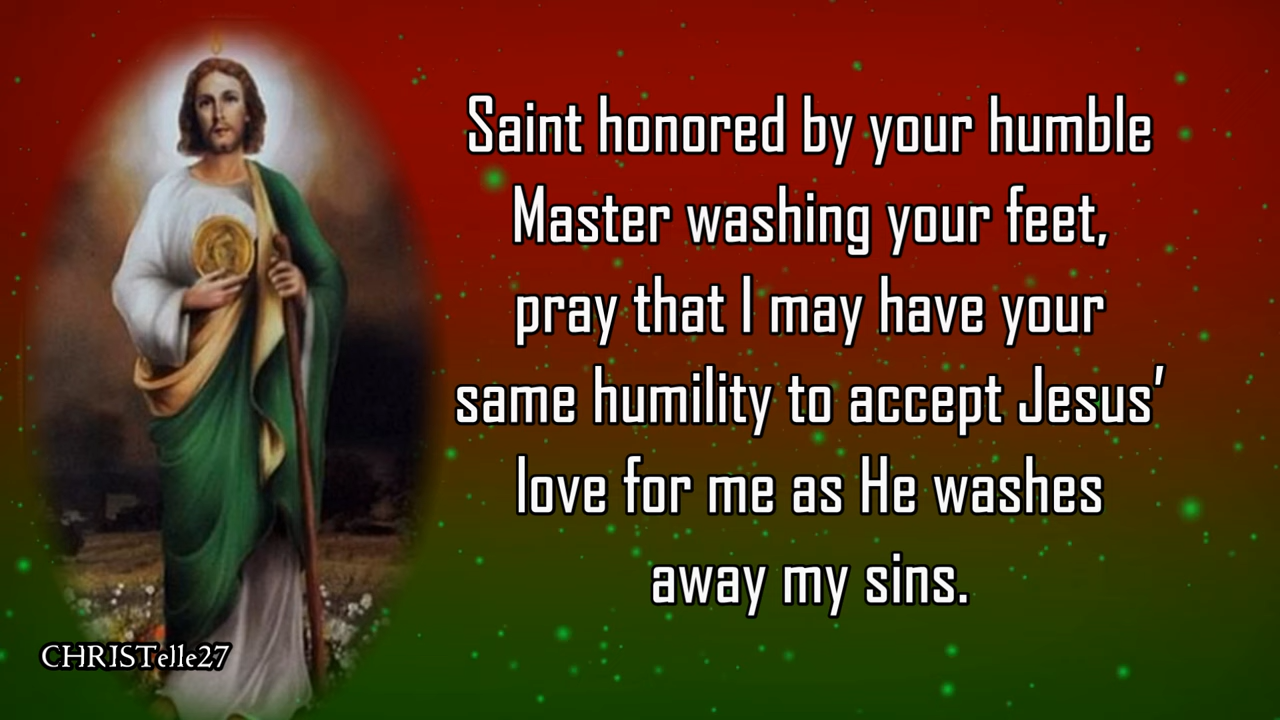 Saint honored by your humble
Master washing your feet,
pray that I may have your
same humility to accept Jesus’
love for me as He washes
away my sins.
CHRISTelle27